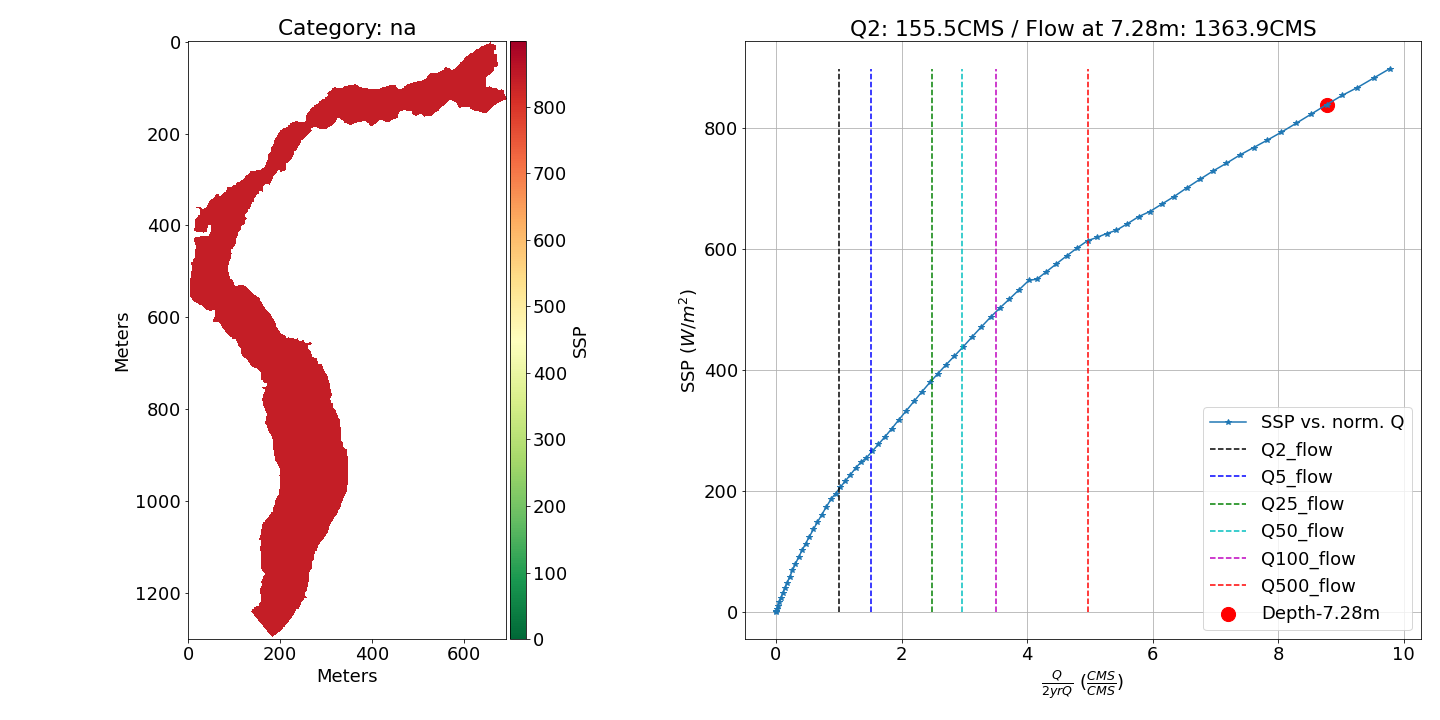 Category: na
0
200
400
600
800
1000
1200
Meters
0
200
400
600
Meters
800
700
600
500
400
300
200
100
0
SSP
Q2: 155.5CMS / Flow at 7.28m: 1363.9CMS
800
600
400
200
0
SSP (W/m²)
0
2
4
6
8
10
Q/2yrQ (CMS/CMS)
SSP vs. norm. Q
Q2_flow
Q5_flow
Q25_flow
Q50_flow
Q100_flow
Q500_flow
Depth-7.28m